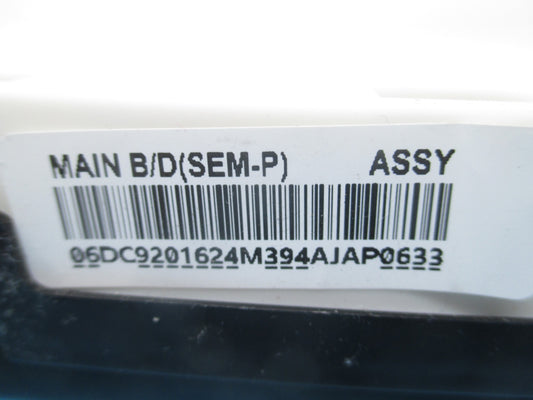 MAIN B/D(SEM-P) ASSY
06DC9201624M394AJAP0633